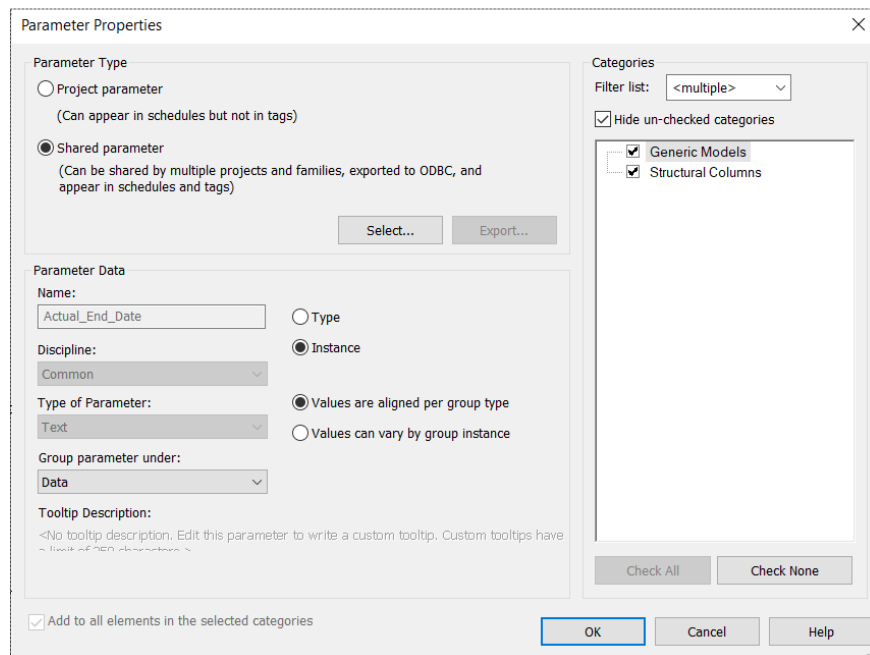 Parameter Properties
Parameter Type
Project parameter
(Can appear in schedules but not in tags)
Shared parameter
(Can be shared by multiple projects and families, exported to ODBC, and
appear in schedules and tags)
Select...
Export...
Parameter Data
Name:
Actual_End_Date
Type
Discipline:
Instance
Common
Type of Parameter:
Values are aligned per group type
Text
Values can vary by group instance
Group parameter under:
Data
Tooltip Description:
<No tooltip description. Edit this parameter to write a custom tooltip. Custom tooltips have
a limit of 250 characters.>
Add to all elements in the selected categories
Categories
Filter list:
<multiple>
Hide un-checked categories
Generic Models
Structural Columns
Check All
Check None
OK
Cancel
Help